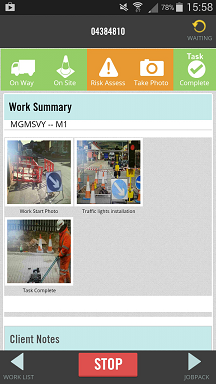 78% 15:58
04384810
WAITING
On Way
On Site
Risk Assess
Take Photo
Task
Complete
Work Summary
MGMSVY -- M1
Work Start Photo
Traffic lights installation
Task Complete
Client Notes
WORK LIST
STOP
JOBPACK